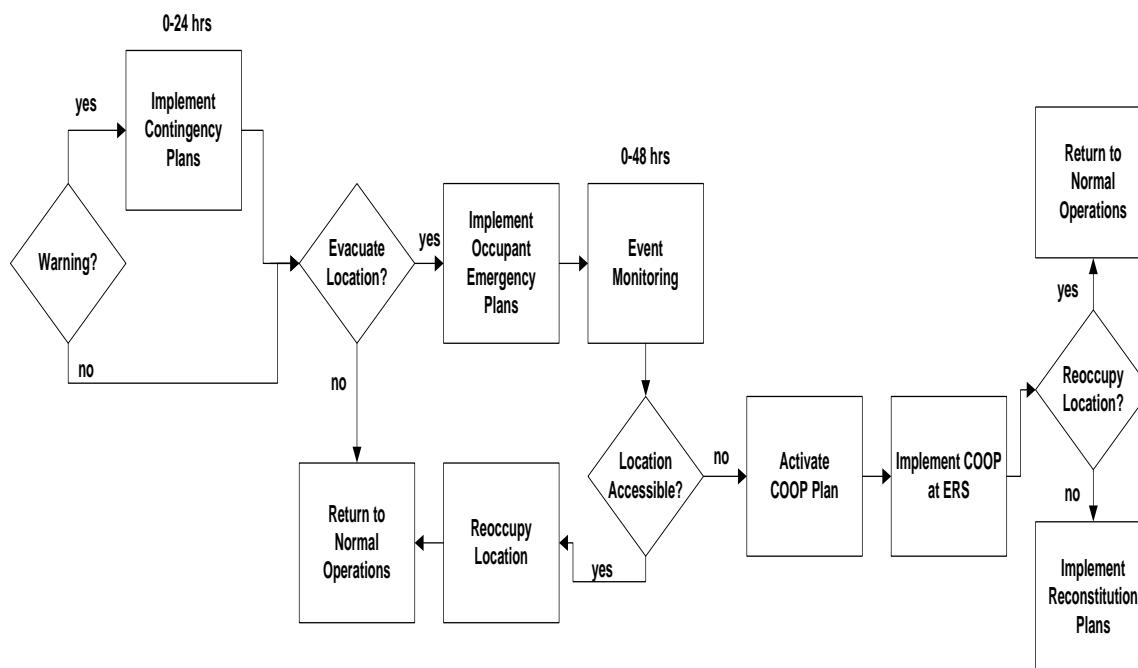 0-24 hrs
yes
Implement
Contingency
Plans
Warning?
no
Evacuate
Location?
yes
no
Implement
Occupant
Emergency
Plans
0-48 hrs
Event
Monitoring
Location
Accessible?
yes
no
Reoccupy
Location
Return to
Normal
Operations
Activate
COOP Plan
Implement COOP
at ERS
Reoccupy
Location?
yes
Return to
Normal
Operations
no
Implement
Reconstitution
Plans